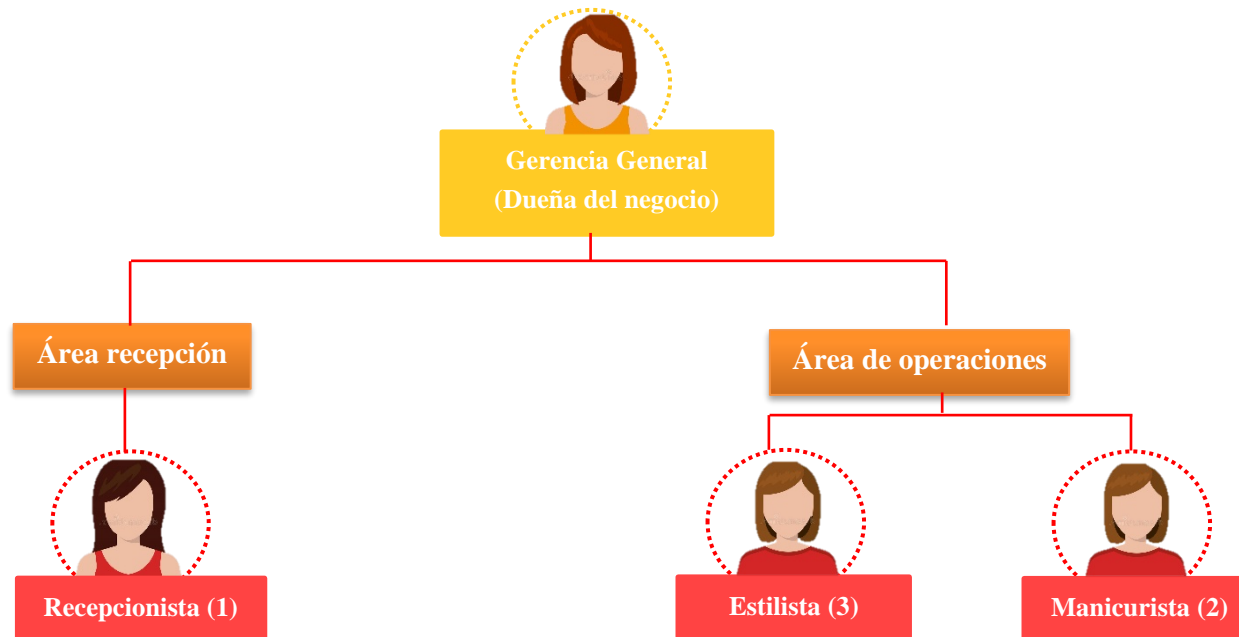 Gerencia General
(Dueña del negocio)
Área recepción
Área de operaciones
Recepcionista (1)
Estilista (3)
Manicurista (2)